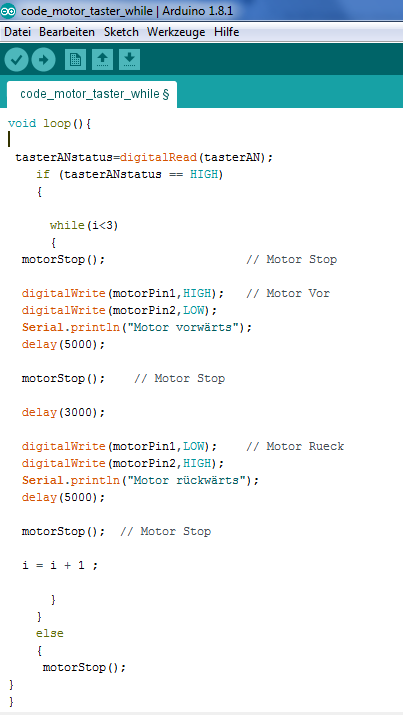 code_motor_taster_while | Arduino 1.8.1
Datei Bearbeiten Sketch Werkzeuge Hilfe
code_motor_taster_while §
void loop(){
tasterANstatus=digitalRead(tasterAN);
if (tasterANstatus == HIGH)
{
while(i<3)
{
motorStop(); // Motor Stop
digitalWrite(motorPin1,HIGH); // Motor Vor
digitalWrite(motorPin2,LOW);
Serial.println("Motor vorwärts");
delay(5000);
motorStop(); // Motor Stop
delay(3000);
digitalWrite(motorPin1,LOW); // Motor Rueck
digitalWrite(motorPin2,HIGH);
Serial.println("Motor rückwärts");
delay(5000);
motorStop(); // Motor Stop
i = i + 1 ;
}
}
else
{
motorStop();
}
}